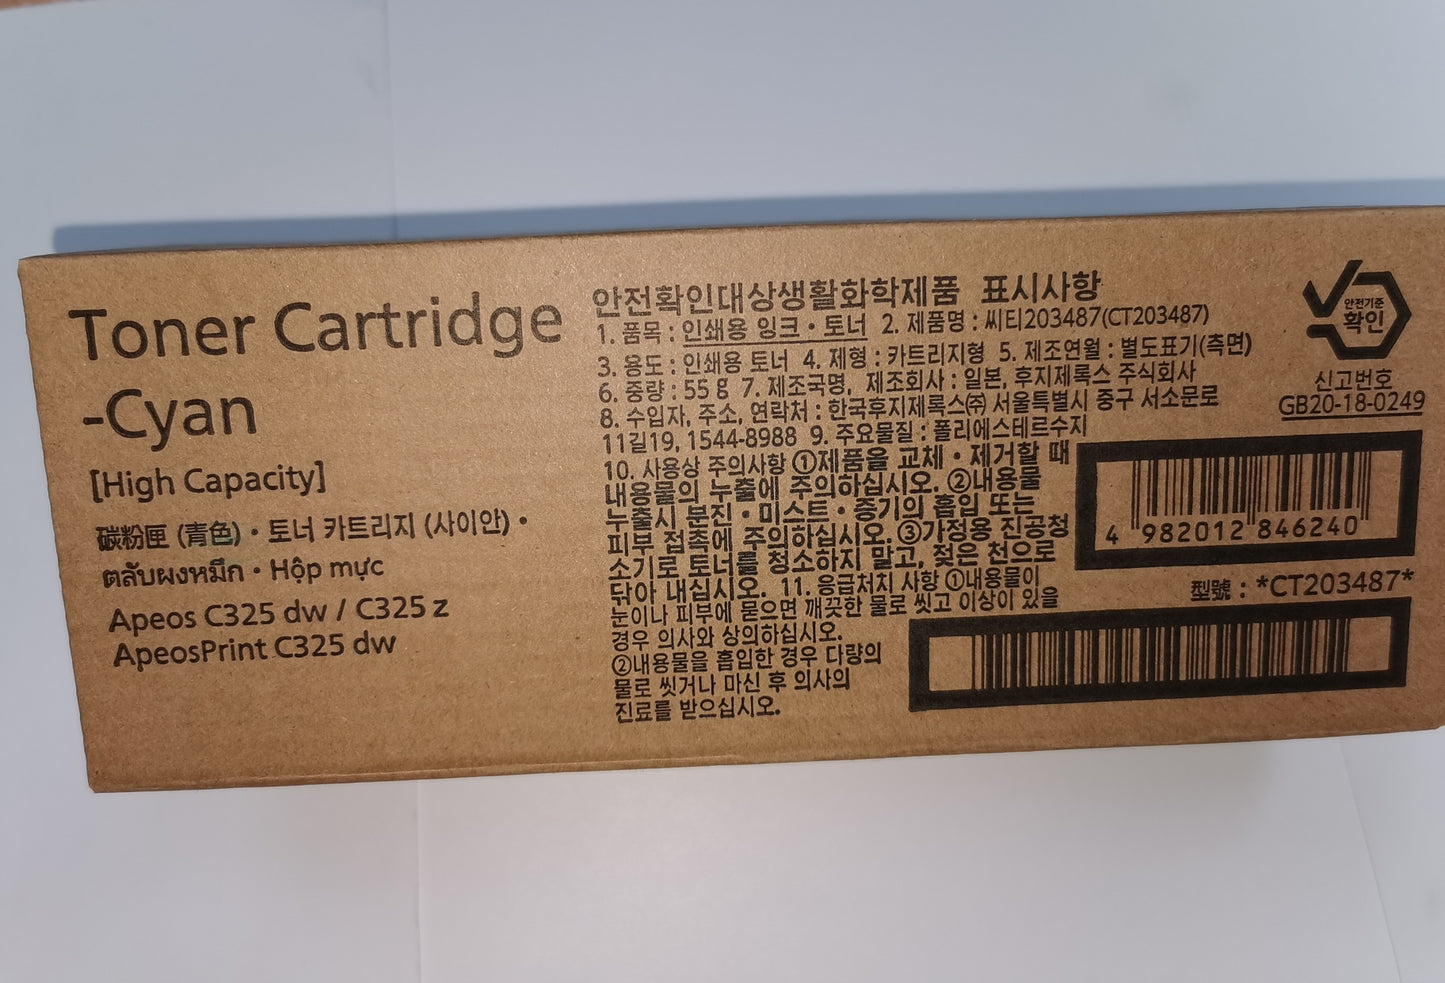 Toner Cartridge
-Cyan
[High Capacity]
碳粉匣 (青色)・토너 카트리지 (사이안)・
ตลับผงหมึก・Hộp mực
Apeos C325 dw / C325 z
ApeosPrint C325 dw
안전확인대상생활화학제품 표시사항
1. 품목 : 인쇄용 잉크・토너 2. 제품명 : 씨티203487(CT203487)
3. 용도 : 인쇄용 토너 4. 제형 : 카트리지형 5. 제조연월 : 별도표기(측면)
6. 중량 : 55 g 7. 제조국명, 제조회사 : 일본, 후지제록스 주식회사
8. 수입자, 주소, 연락처 : 한국후지제록스㈜ 서울특별시 중구 서소문로
11길19, 1544-8988 9. 주요물질 : 폴리에스테르수지
10. 사용상 주의사항 ①제품을 교체・제거할 때
내용물의 누출에 주의하십시오. ②내용물
누출시 분진・미스트・증기의 흡입 또는
피부 접촉에 주의하십시오. ③가정용 진공청
소기로 토너를 청소하지 말고, 젖은 천으로
닦아 내십시오. 11. 응급처치 사항 ①내용물이
눈이나 피부에 묻으면 깨끗한 물로 씻고 이상이 있을
경우 의사와 상의하십시오.
②내용물을 흡입한 경우 다량의
물로 씻거나 마신 후 의사의
진료를 받으십시오.
안전기준
확인
신고번호
GB20-18-0249
4 982012 846240
型號 : *CT203487*